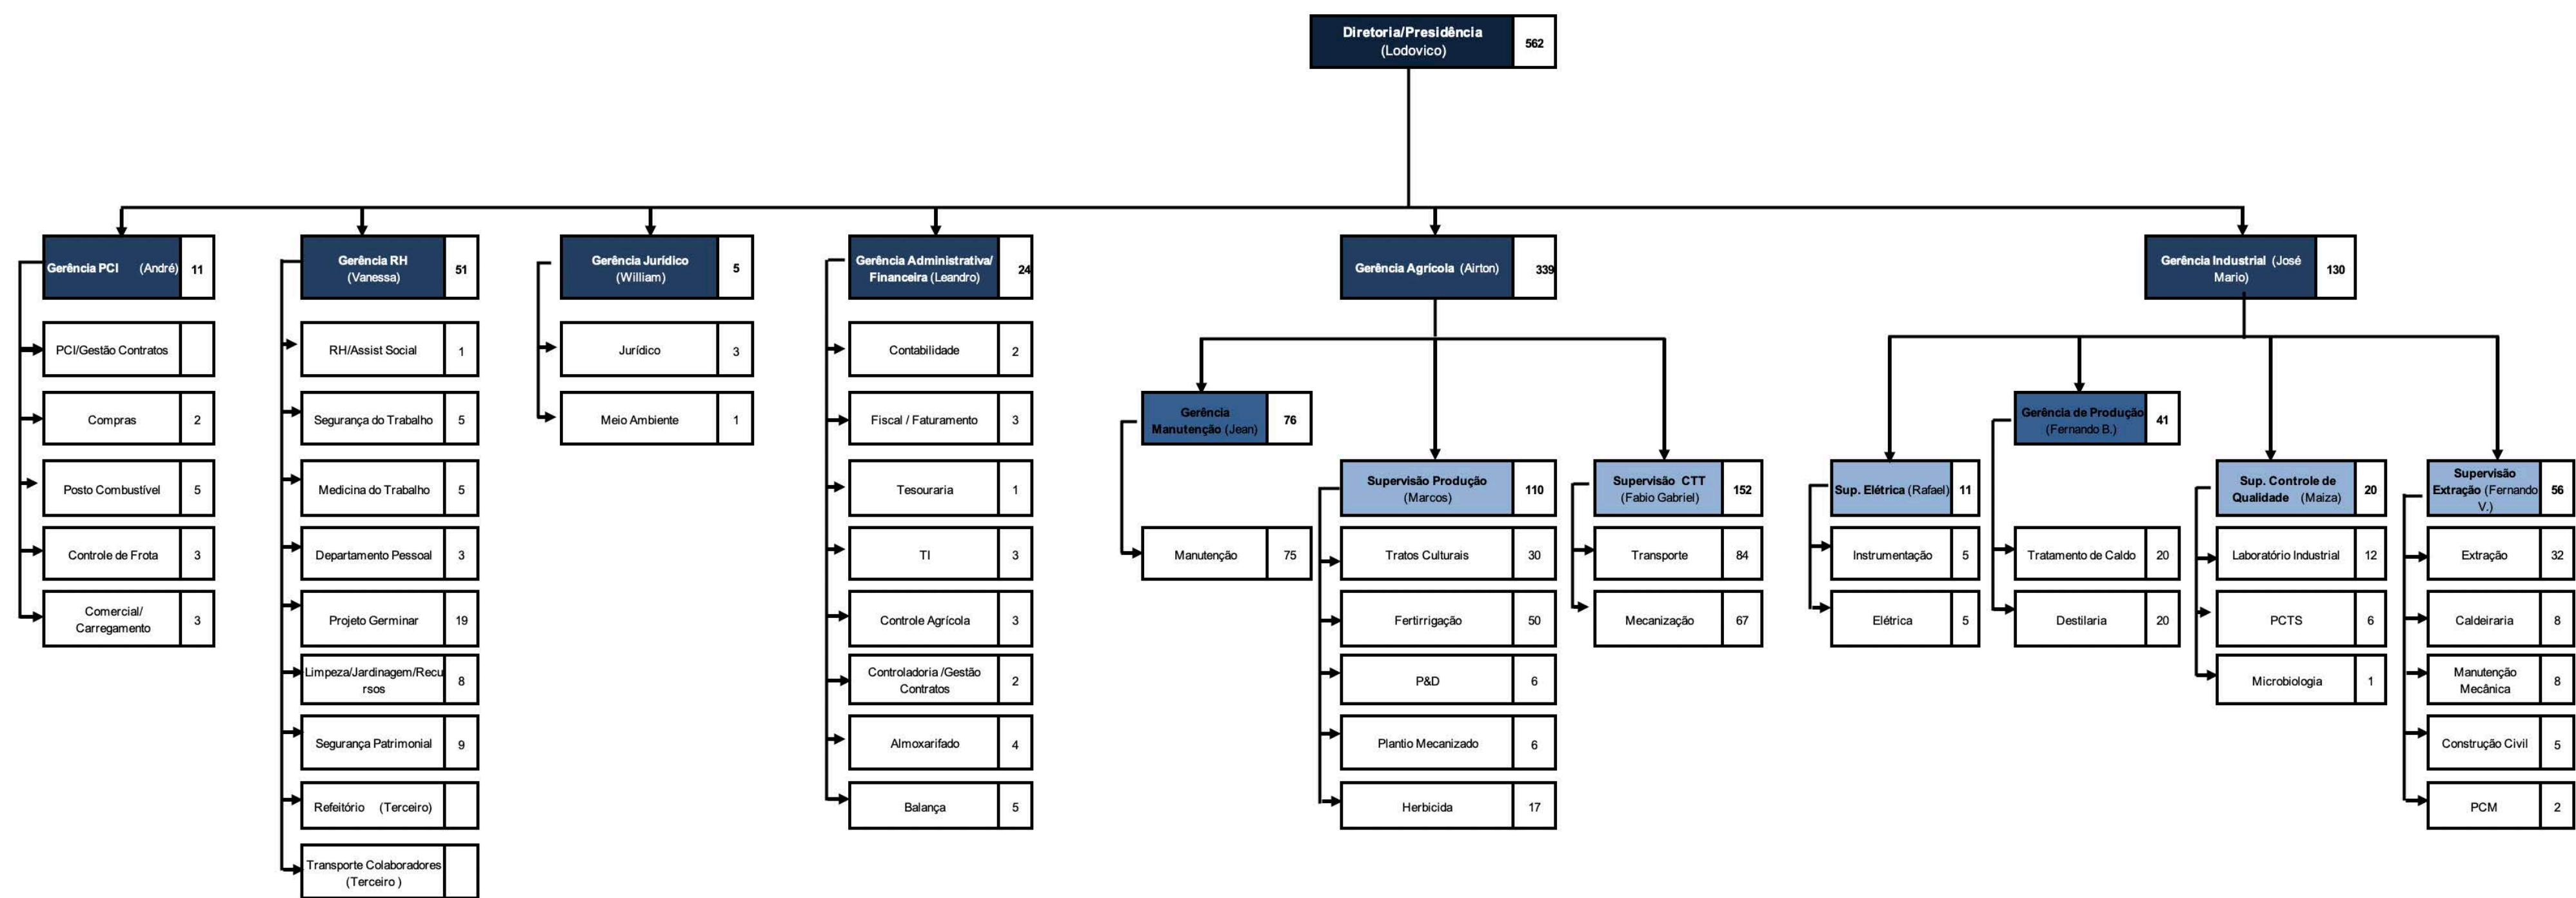 Diretoria/Presidência
(Lodovico)
562
Gerência PCI (André)
11
PCI/Gestão Contratos
Compras
2
Posto Combustível
5
Controle de Frota
3
Comercial/
Carregamento
3
Gerência RH
(Vanessa)
51
RH/Assist Social
1
Segurança do Trabalho
5
Medicina do Trabalho
5
Departamento Pessoal
3
Projeto Germinar
19
Limpeza/Jardinagem/Recu
rsos
8
Segurança Patrimonial
9
Refeitório (Terceiro)
Transporte Colaboradores
(Terceiro )
Gerência Jurídico
(William)
5
Jurídico
3
Meio Ambiente
1
Gerência Administrativa/
Financeira (Leandro)
24
Contabilidade
2
Fiscal / Faturamento
3
Tesouraria
1
TI
3
Controle Agrícola
3
Controladoria /Gestão
Contratos
2
Almoxarifado
4
Balança
5
Gerência Agrícola (Airton)
339
Gerência
Manutenção (Jean)
76
Manutenção
75
Supervisão Produção
(Marcos)
110
Tratos Culturais
30
Fertirrigação
50
P&D
6
Plantio Mecanizado
6
Herbicida
17
Supervisão CTT
(Fabio Gabriel)
152
Transporte
84
Mecanização
67
Gerência Industrial (José
Mario)
130
Sup. Elétrica (Rafael)
11
Instrumentação
5
Elétrica
5
Gerência de Produção
(Fernando B.)
41
Tratamento de Caldo
20
Destilaria
20
Sup. Controle de
Qualidade (Maiza)
20
Laboratório Industrial
12
PCTS
6
Microbiologia
1
Supervisão
Extração (Fernando
V.)
56
Extração
32
Caldeiraria
8
Manutenção
Mecânica
8
Construção Civil
5
PCM
2